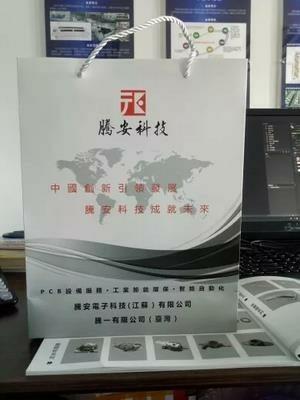 騰安科技
中國創新引領發展
騰安科技成就未來
PCB設備服務·工業節能環保·智能自動化
騰安電子科技(江蘇)有限公司
騰一有限公司(臺灣)